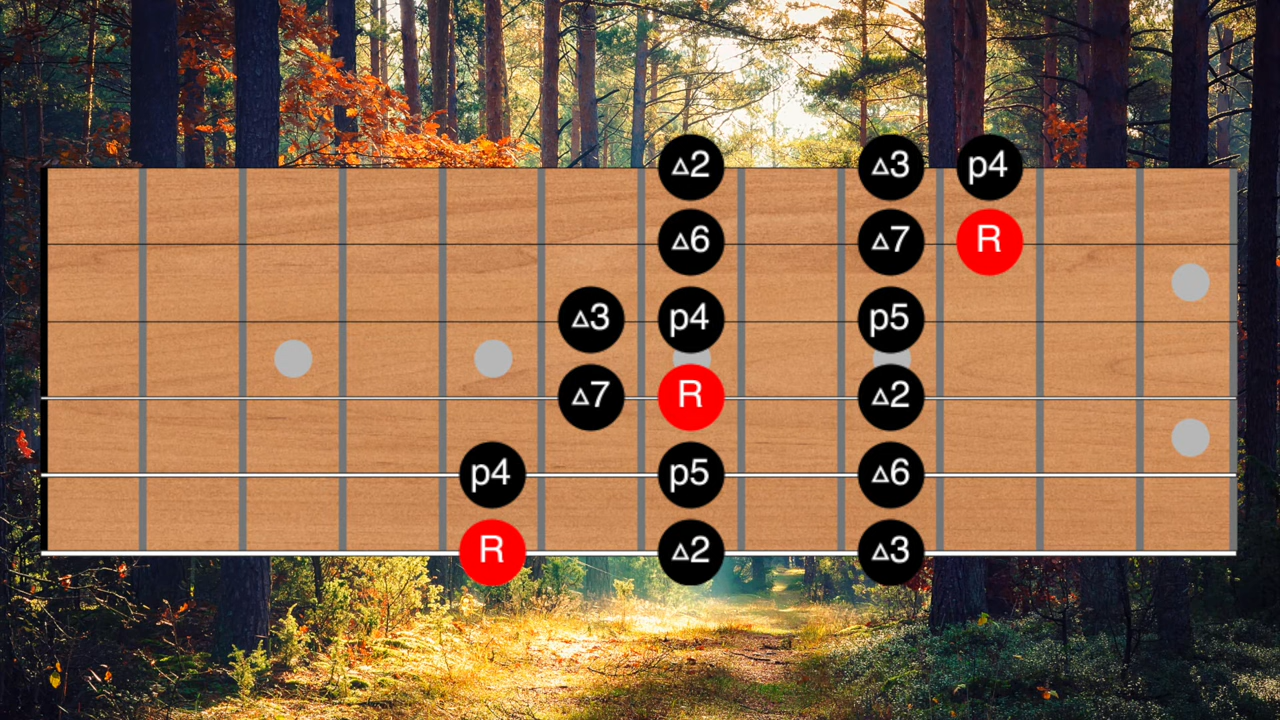 △2 △3 p4
△6 △7 R
△3 p4 p5
△7 R △2
p4 p5 △6
R △2 △3